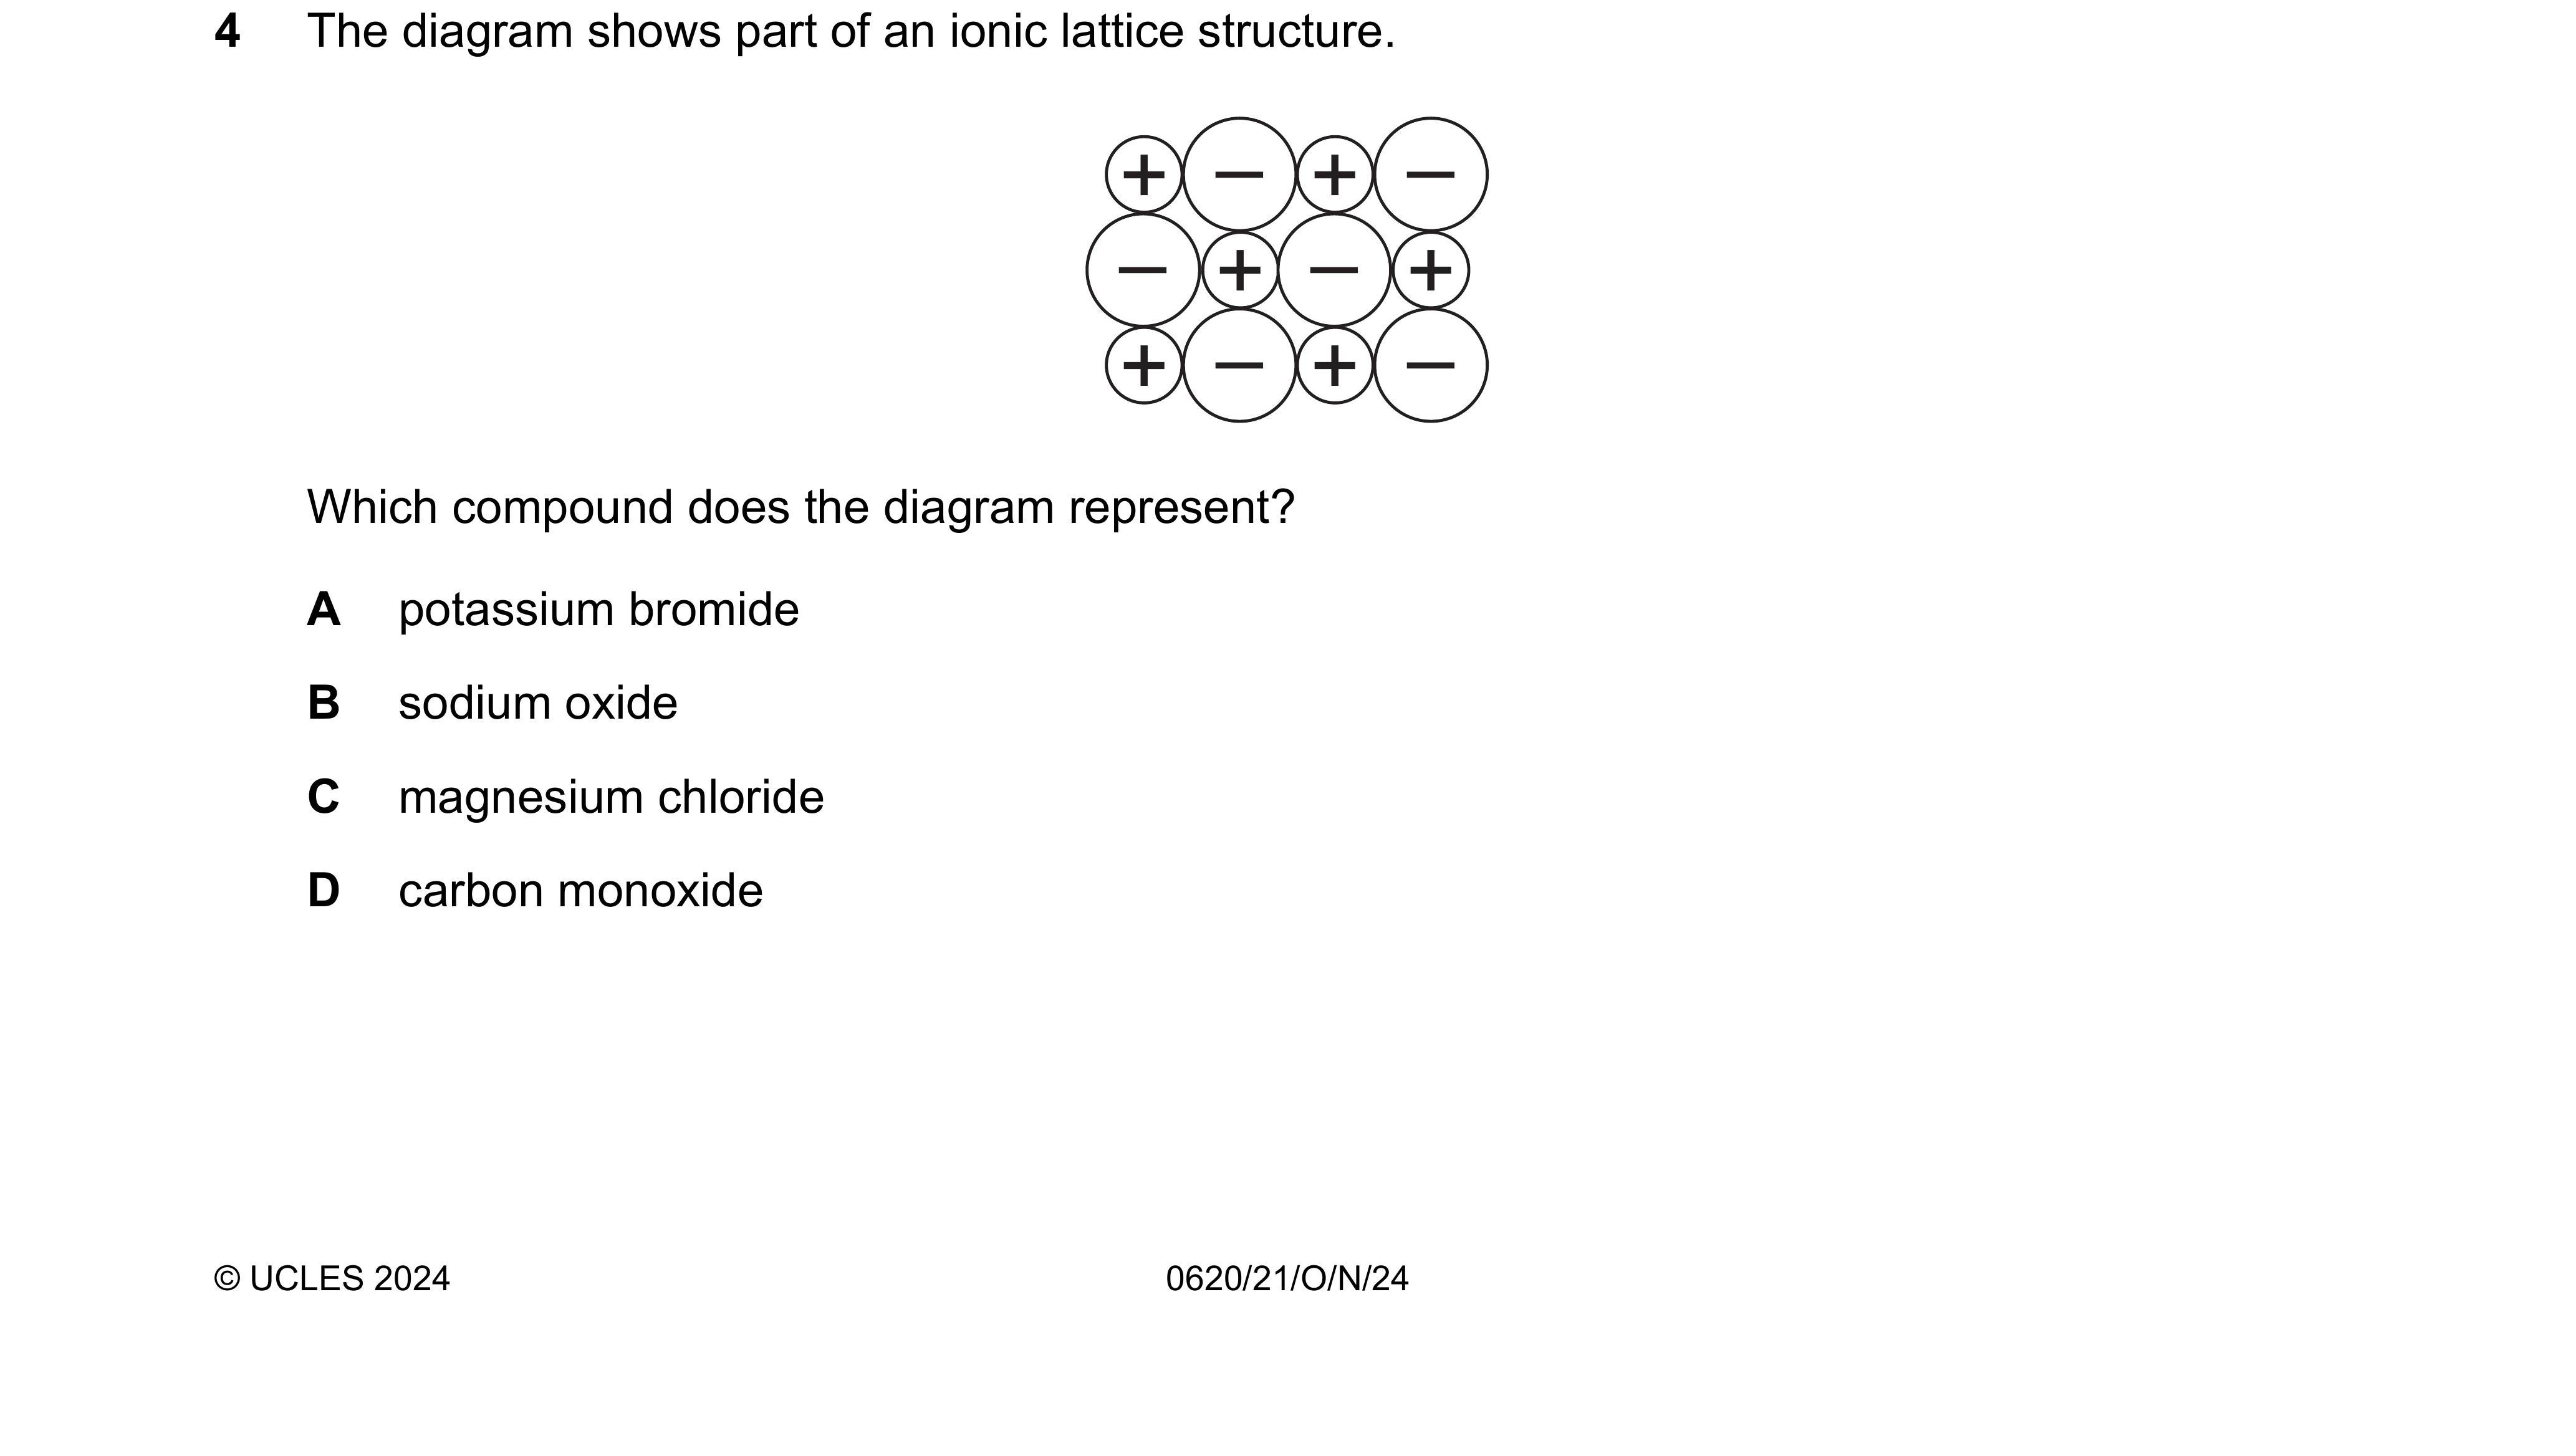 4 The diagram shows part of an ionic lattice structure.
+ − + −
− + − +
+ − + −
Which compound does the diagram represent?
A potassium bromide
B sodium oxide
C magnesium chloride
D carbon monoxide
© UCLES 2024 0620/21/O/N/24